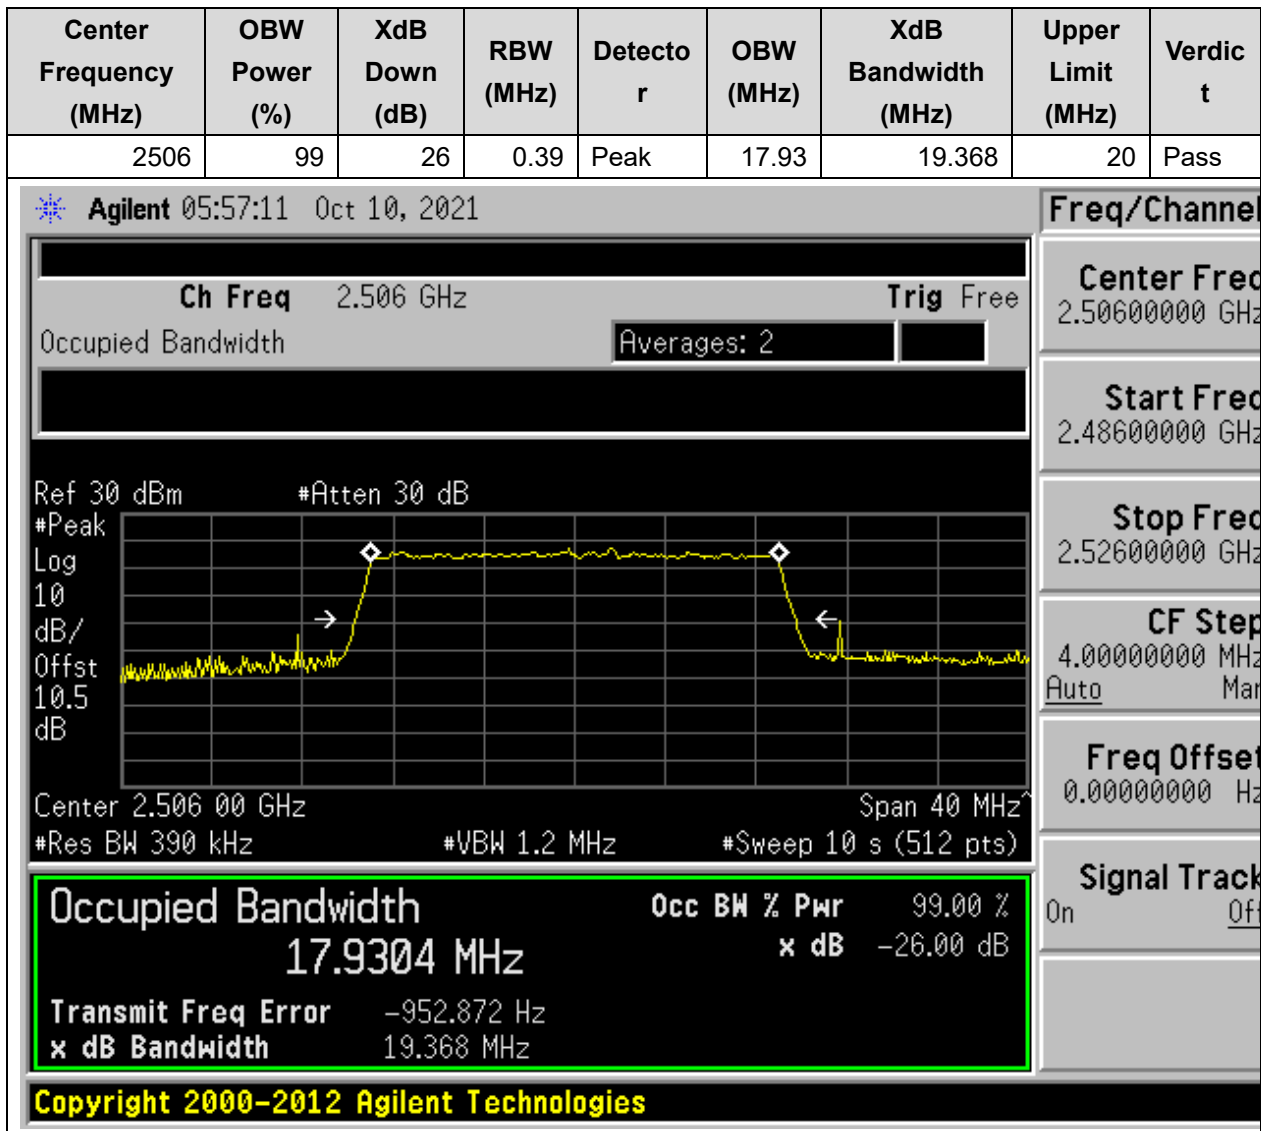 Center Frequency (MHz) OBW Power (%) XdB Down (dB) RBW (MHz) Detector OBW (MHz) XdB Bandwidth (MHz) Upper Limit (MHz) Verdict
2506 99 26 0.39 Peak 17.93 19.368 20 Pass
Agilent 05:57:11 Oct 10, 2021
Freq/Channel
Ch Freq 2.506 GHz Trig Free
Occupied Bandwidth Averages: 2
Center Freq
2.50600000 GHz
Start Freq
2.48600000 GHz
Stop Freq
2.52600000 GHz
CF Step
4.00000000 MHz
Auto Man
Freq Offset
0.00000000 Hz
Signal Track
On Off
Ref 30 dBm #Atten 30 dB
#Peak
Log
10
dB/
Offst
10.5
dB
Center 2.506 00 GHz Span 40 MHz^
#Res BW 390 kHz #VBW 1.2 MHz #Sweep 10 s (512 pts)
Occupied Bandwidth
17.9304 MHz
Occ BW % Pwr 99.00 %
x dB -26.00 dB
Transmit Freq Error -952.872 Hz
x dB Bandwidth 19.368 MHz
Copyright 2000-2012 Agilent Technologies